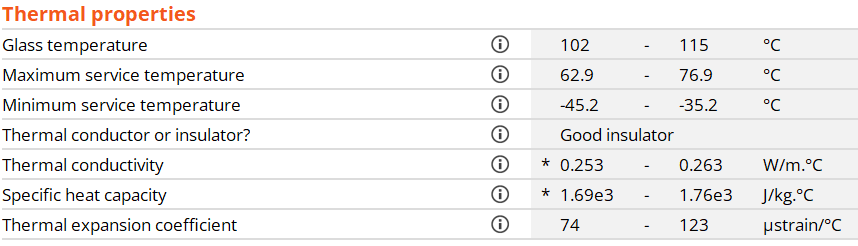 Thermal properties
Glass temperature 102 - 115 °C
Maximum service temperature 62.9 - 76.9 °C
Minimum service temperature -45.2 - -35.2 °C
Thermal conductor or insulator? Good insulator
Thermal conductivity * 0.253 - 0.263 W/m.°C
Specific heat capacity * 1.69e3 - 1.76e3 J/kg.°C
Thermal expansion coefficient 74 - 123 µstrain/°C